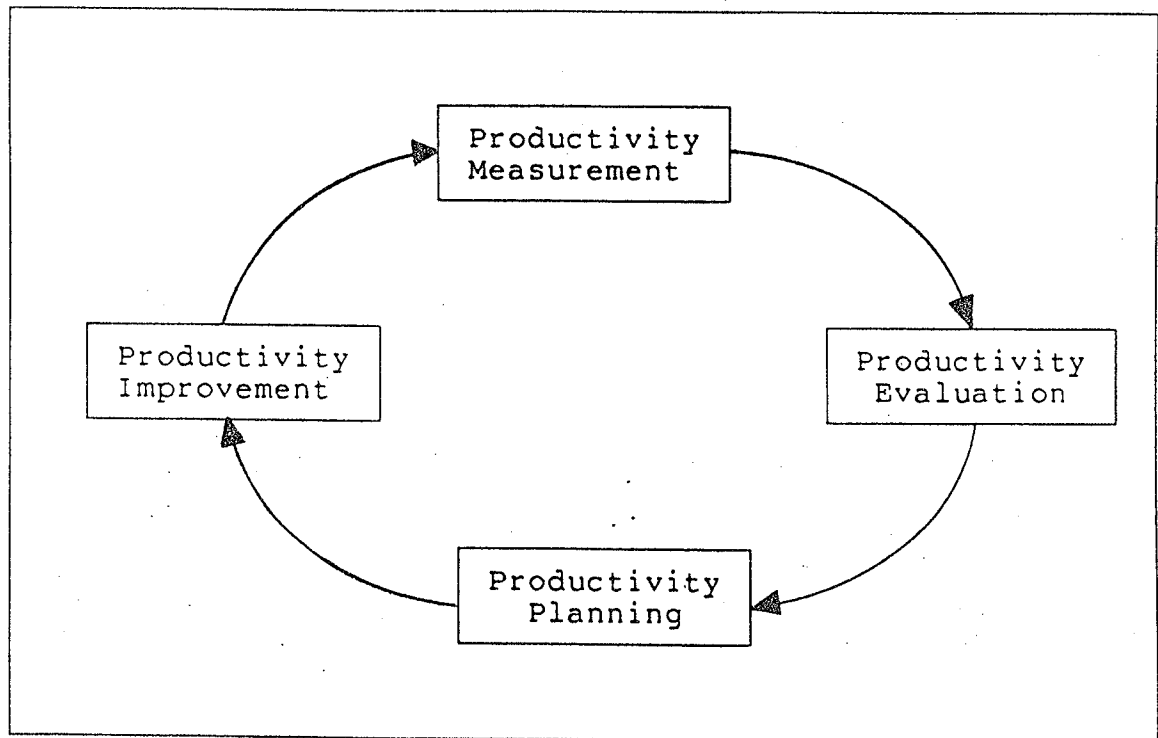 Productivity
Measurement
Productivity
Evaluation
Productivity
Planning
Productivity
Improvement